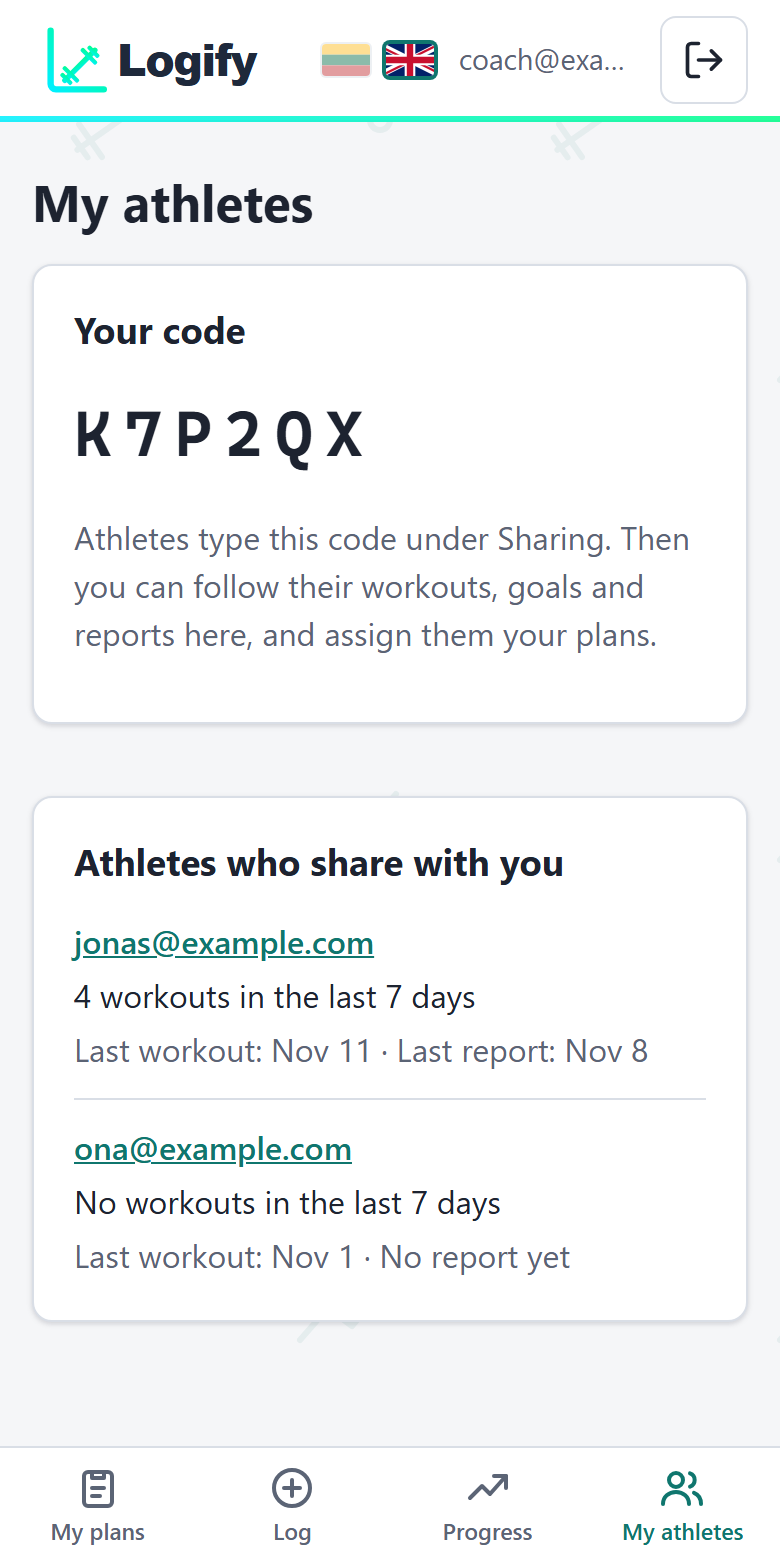 Logify
coach@exa...
My athletes
Your code
K7P2QX
Athletes type this code under Sharing. Then
you can follow their workouts, goals and
reports here, and assign them your plans.
Athletes who share with you
jonas@example.com
4 workouts in the last 7 days
Last workout: Nov 11 · Last report: Nov 8
ona@example.com
No workouts in the last 7 days
Last workout: Nov 1 · No report yet
My plans
Log
Progress
My athletes